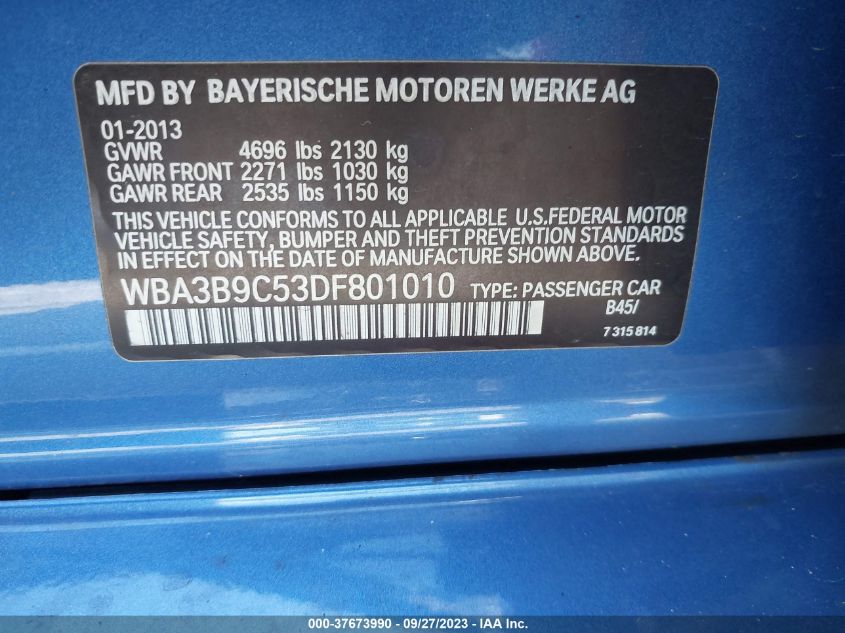 MFD BY BAYERISCHE MOTOREN WERKE AG
01-2013
GVWR 4696 lbs 2130 kg
GAWR FRONT 2271 lbs 1030 kg
GAWR REAR 2535 lbs 1150 kg
THIS VEHICLE CONFORMS TO ALL APPLICABLE U.S.FEDERAL MOTOR
VEHICLE SAFETY, BUMPER AND THEFT PREVENTION STANDARDS
IN EFFECT ON THE DATE OF MANUFACTURE SHOWN ABOVE.
WBA3B9C53DF801010 TYPE: PASSENGER CAR
B45/
7 315 814
000-37673990 - 09/27/2023 - IAA Inc.